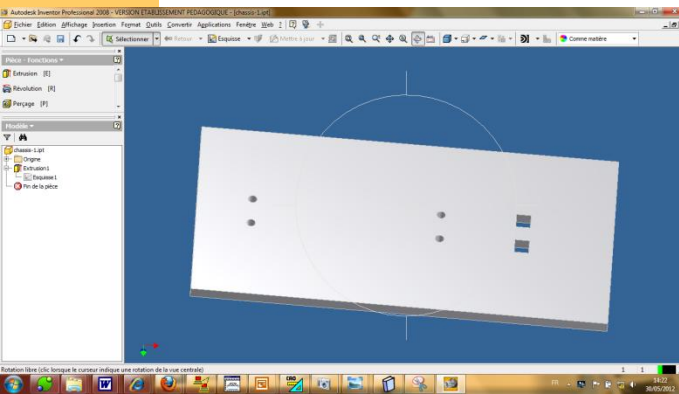 Autodesk Inventor Professional 2008 - VERSION ETABLISSEMENT PEDAGOGIQUE - [chassis-1.ipt]
Fichier Edition Affichage Insertion Format Outils Convertir Applications Fenêtre Web ?
Sélectionner Retour Esquisse Mettre à jour Comme matière
Pièce - Fonctions
Extrusion [E]
Révolution [R]
Perçage [P]
Modèle
chassis-1.ipt
Origine
Extrusion1
Esquisse1
Fin de la pièce
Rotation libre (clic lorsque le curseur indique une rotation de la vue centrale) 1 1
FR 14:22
30/05/2012